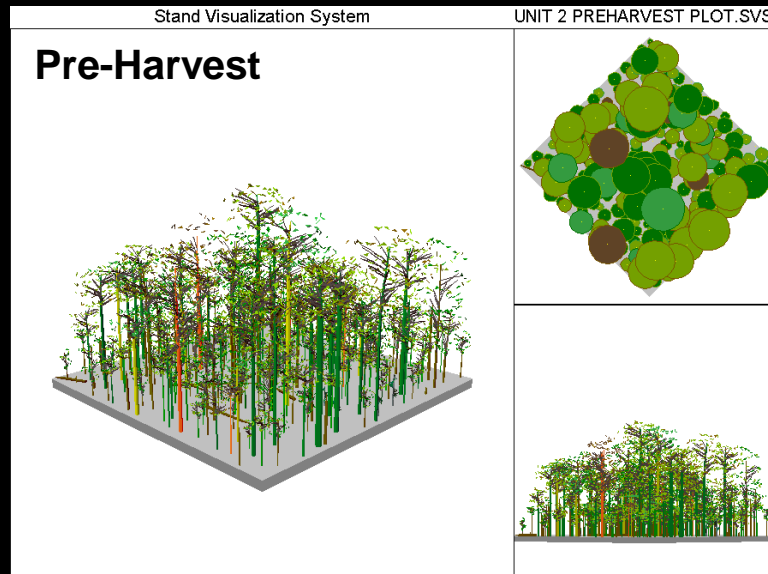 Stand Visualization System
UNIT 2 PREHARVEST PLOT.SVS
Pre-Harvest